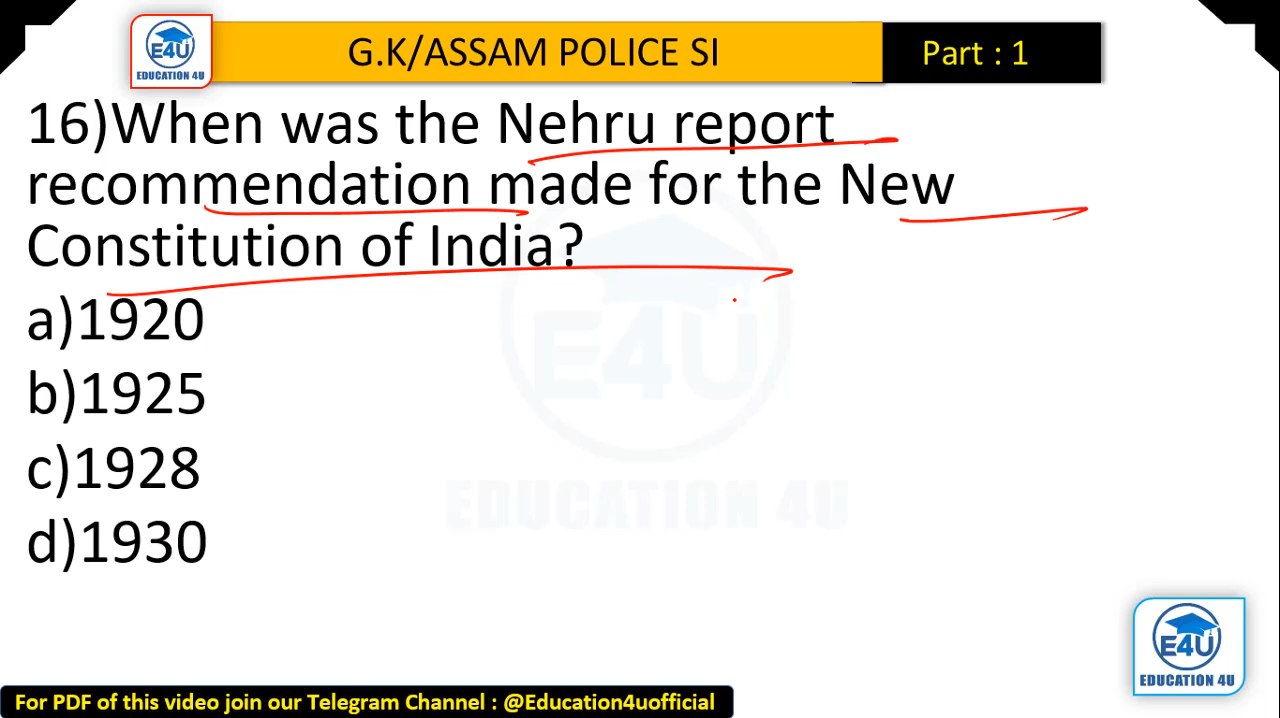 E4U
EDUCATION 4U
G.K/ASSAM POLICE SI
Part : 1
16)When was the Nehru report
recommendation made for the New
Constitution of India?
a)1920
b)1925
c)1928
d)1930
E4U
EDUCATION 4U
E4U
EDUCATION 4U
For PDF of this video join our Telegram Channel : @Education4uofficial